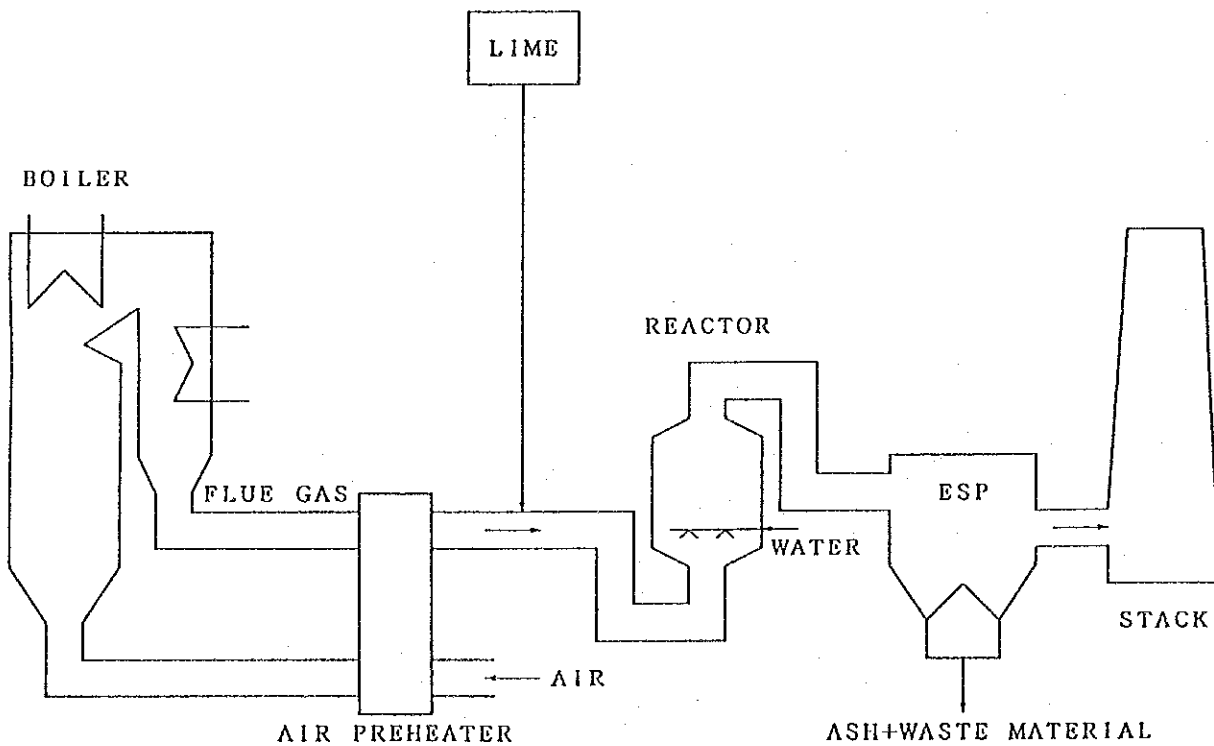 LIME
BOILER
REACTOR
FLUE GAS
ESP
WATER
STACK
AIR
AIR PREHEATER
ASH+WASTE MATERIAL